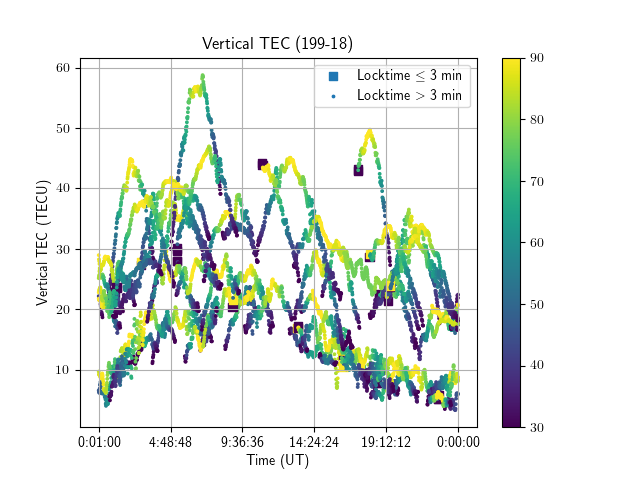 Vertical TEC (199-18)
Locktime ≤ 3 min
Locktime > 3 min
Vertical TEC (TECU)
60
50
40
30
20
10
0:01:00 4:48:48 9:36:36 14:24:24 19:12:12 0:00:00
Time (UT)
90
80
70
60
50
40
30